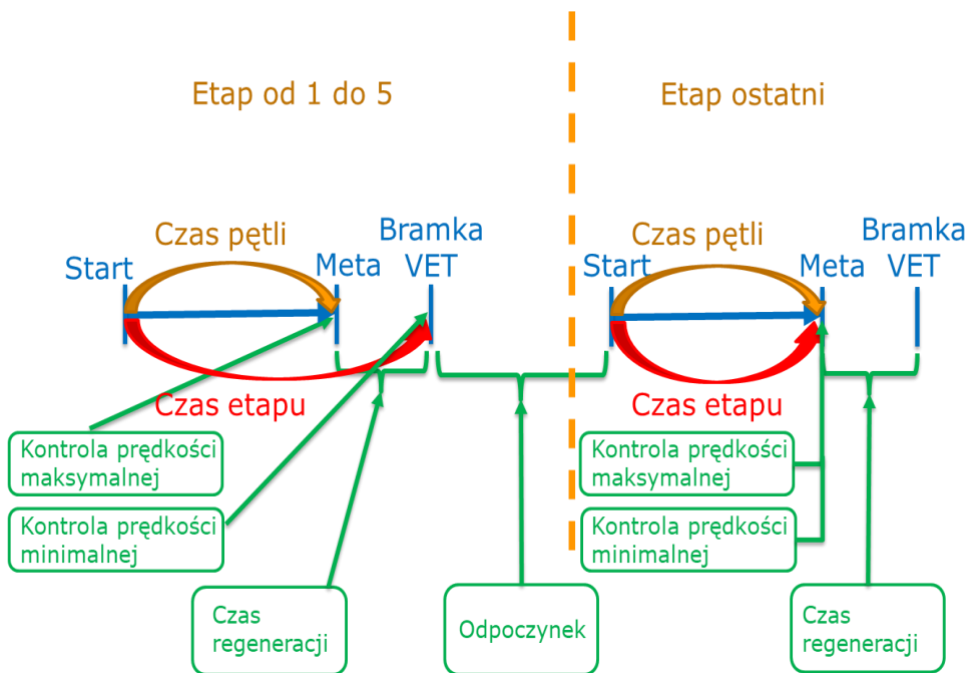 Etap od 1 do 5
Etap ostatni
Czas pętli
Bramka
Start
Meta
VET
Czas etapu
Kontrola prędkości
maksymalnej
Kontrola prędkości
minimalnej
Czas
regeneracji
Odpoczynek
Czas pętli
Bramka
Start
Meta
VET
Czas etapu
Kontrola prędkości
maksymalnej
Kontrola prędkości
minimalnej
Czas
regeneracji